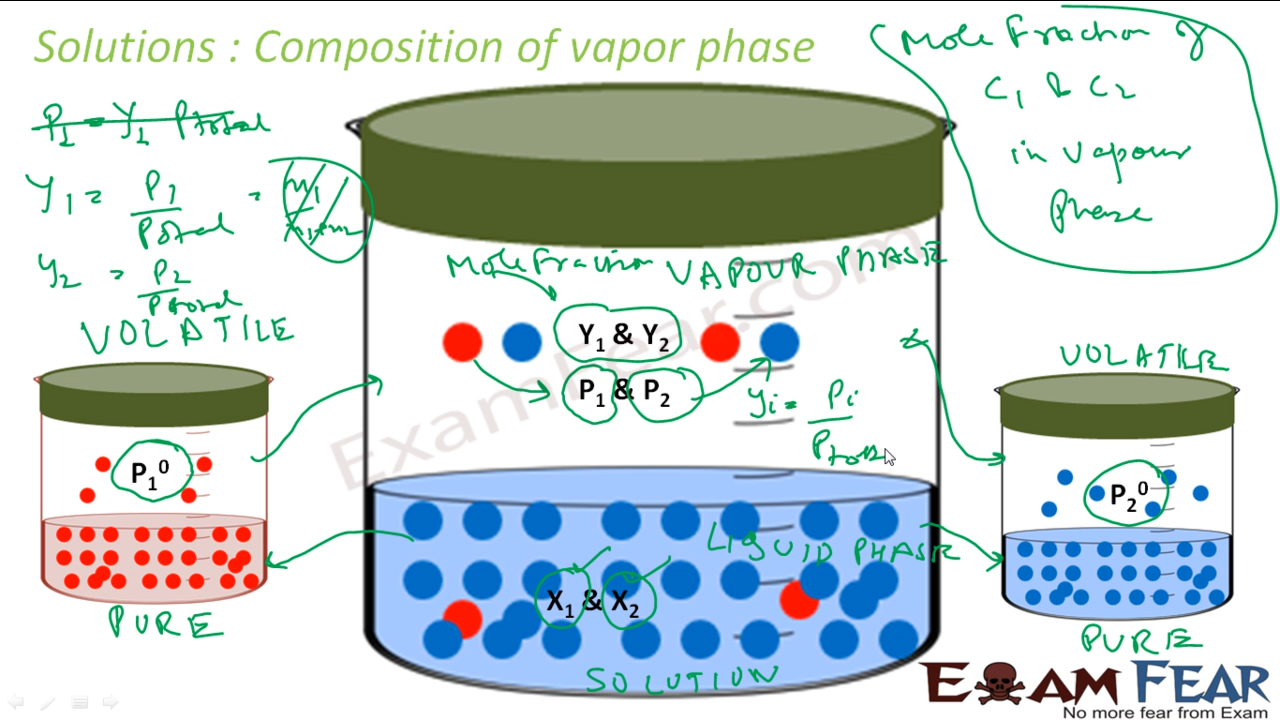 Solutions : Composition of vapor phase
Mole Fraction of
C1 & C2
in vapour
Phase
P1 = Y1 Ptotal
Y1 = P1 / Ptotal =
Y2 = P2 / Ptotal
VOLATILE
P₁⁰
PURE
Mole Fraction VAPOUR PHASE
Y₁ & Y₂
P₁ & P₂
yi = Pi / Ptotal
LIQUID PHASE
X₁ & X₂
SOLUTION
VOLATILE
P₂⁰
PURE
ExamFear.com
EXAM FEAR
No more fear from Exam